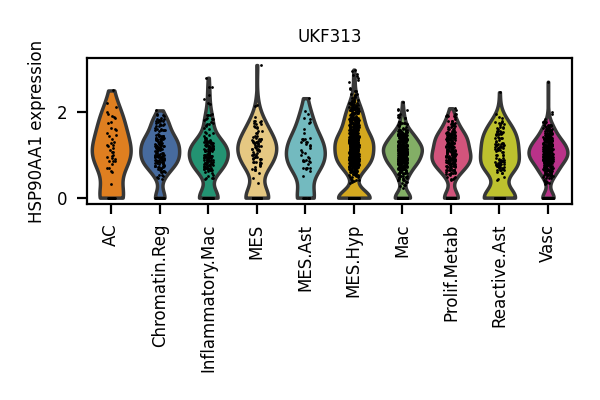 UKF313
HSP90AA1 expression
2
0
AC
Chromatin.Reg
Inflammatory.Mac
MES
MES.Ast
MES.Hyp
Mac
Prolif.Metab
Reactive.Ast
Vasc